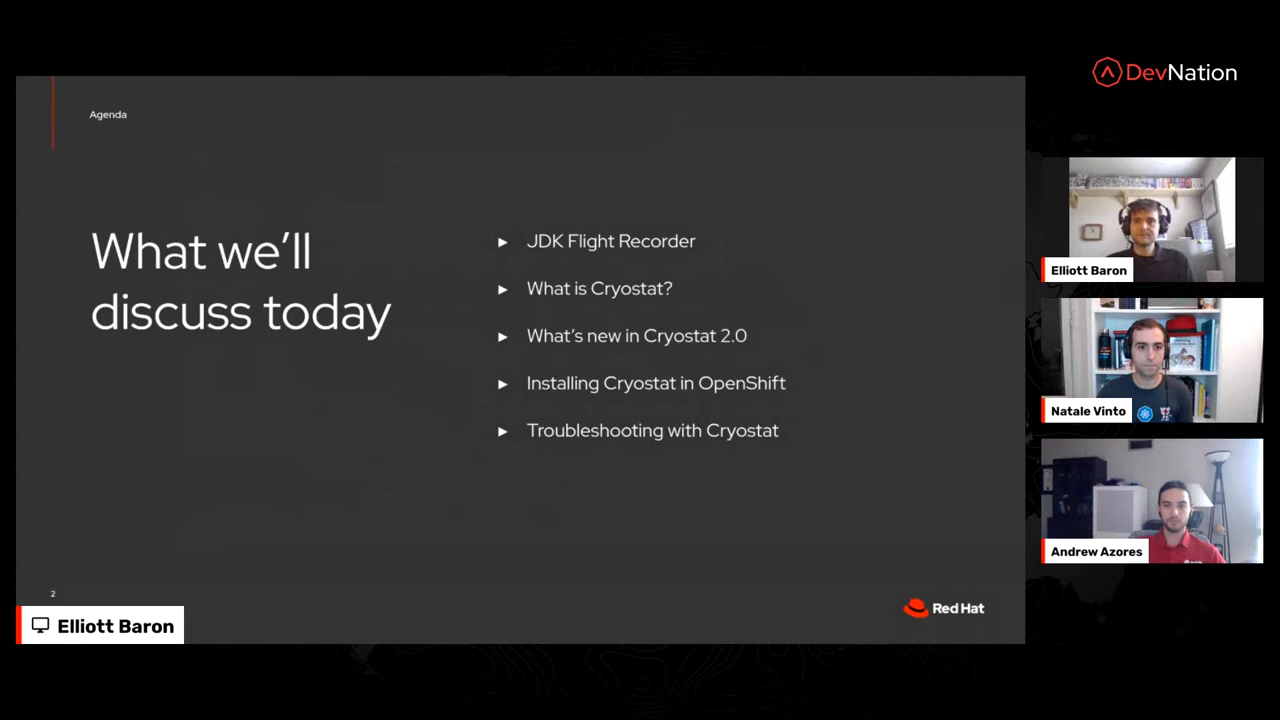 DevNation
Agenda
What we'll
discuss today
► JDK Flight Recorder
► What is Cryostat?
► What's new in Cryostat 2.0
► Installing Cryostat in OpenShift
► Troubleshooting with Cryostat
2
Red Hat
Elliott Baron
Elliott Baron
Natale Vinto
Andrew Azores